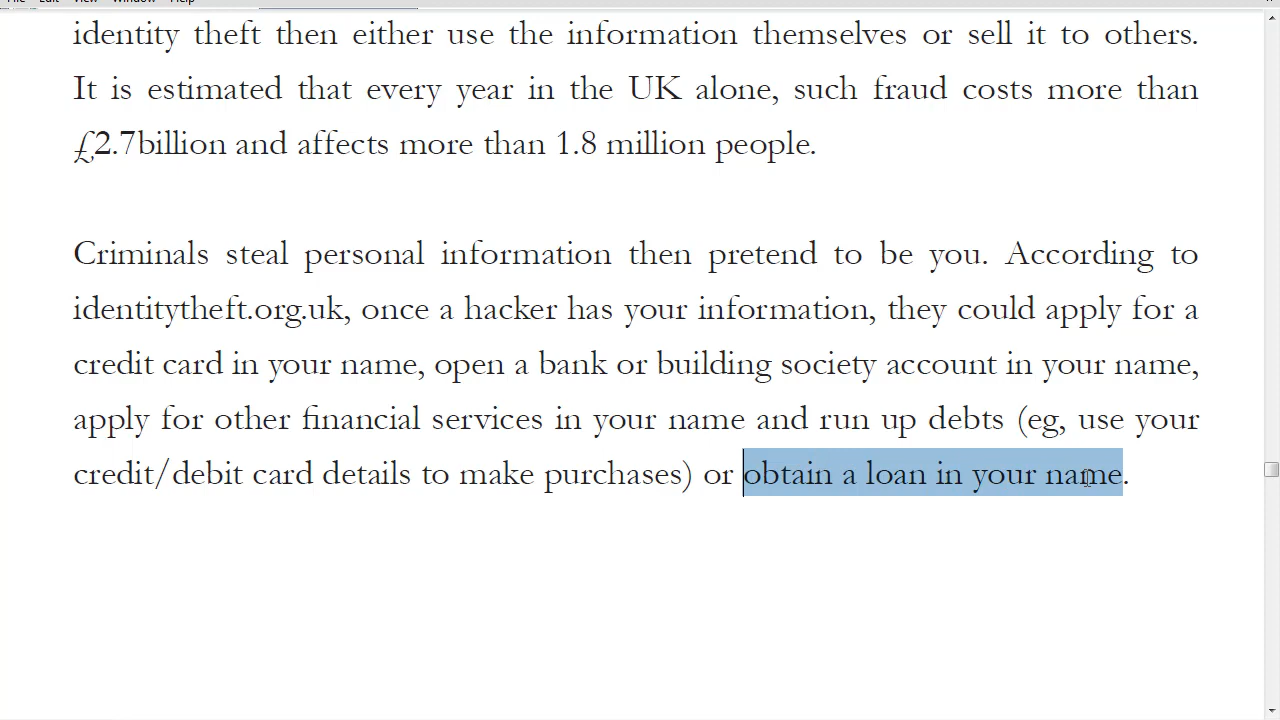 File Edit View Window Help
identity theft then either use the information themselves or sell it to others.
It is estimated that every year in the UK alone, such fraud costs more than
£2.7billion and affects more than 1.8 million people.
Criminals steal personal information then pretend to be you. According to
identitytheft.org.uk, once a hacker has your information, they could apply for a
credit card in your name, open a bank or building society account in your name,
apply for other financial services in your name and run up debts (eg, use your
credit/debit card details to make purchases) or obtain a loan in your name.